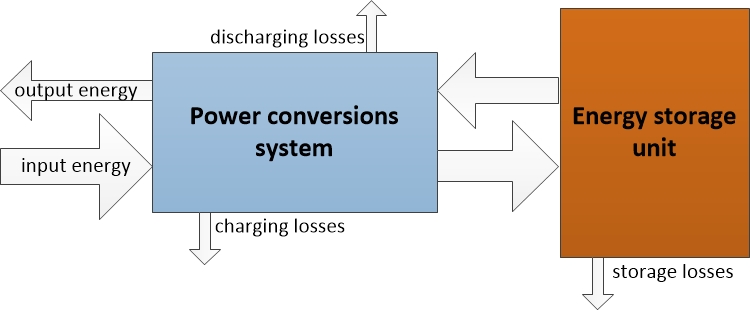 discharging losses
output energy
input energy
Power conversions
system
charging losses
Energy storage
unit
storage losses